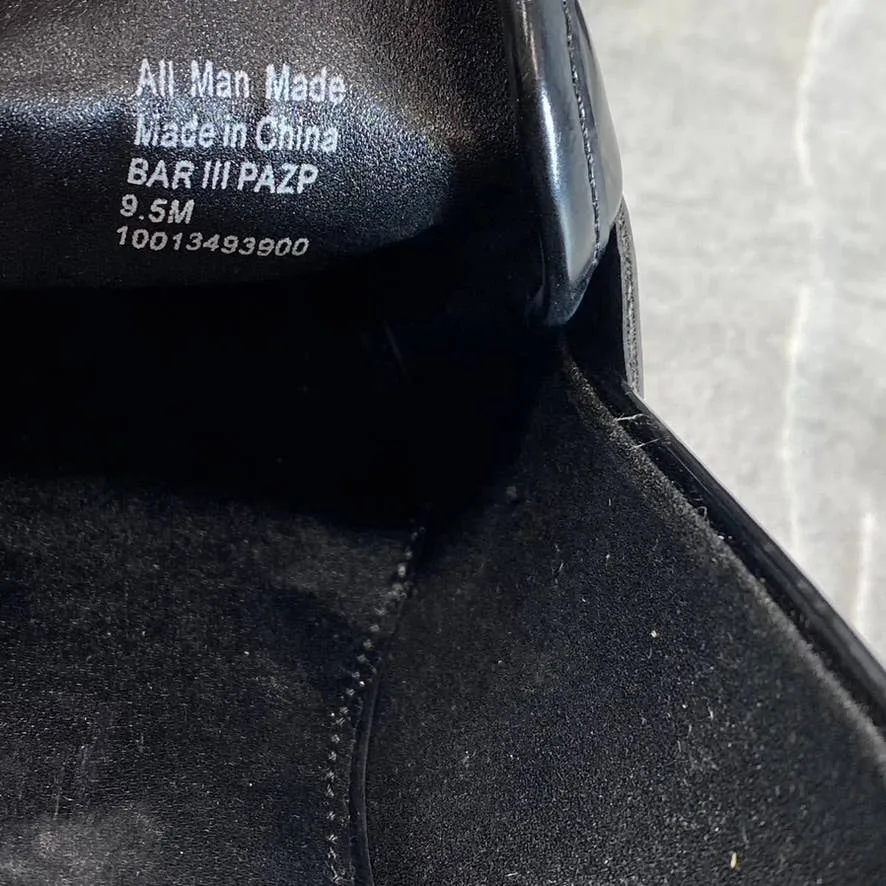 All Man Made
Made in China
BAR III PAZP
9.5M
10013493900